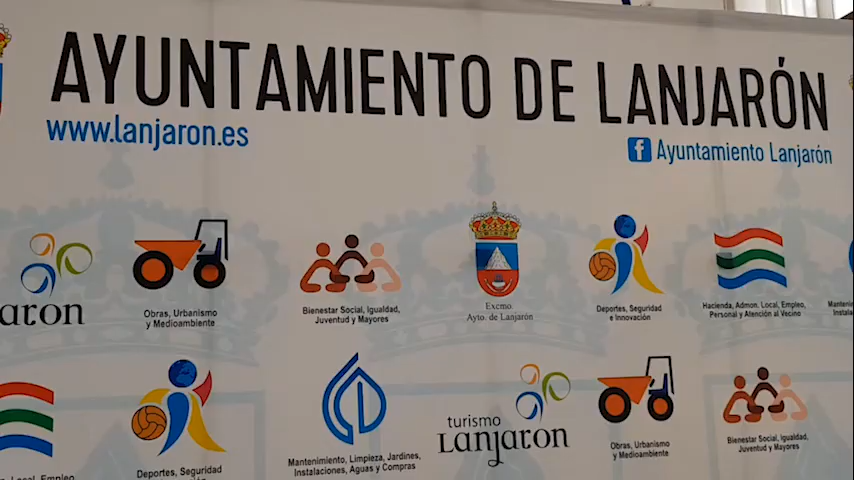 AYUNTAMIENTO DE LANJARÓN
www.lanjaron.es
f Ayuntamiento Lanjarón
Obras, Urbanismo
y Medioambiente
Bienestar Social, Igualdad,
Juventud y Mayores
Excmo.
Ayto. de Lanjarón
Deportes, Seguridad
e Innovación
Hacienda, Admon, Local, Empleo,
Personal y Atención al Vecino
Deportes, Seguridad
Mantenimiento, Limpieza, Jardines,
Instalaciones, Aguas y Compras
turismo
Lanjaron
Obras, Urbanismo
y Medioambiente
Bienestar Social, Igualdad,
Juventud y Mayores